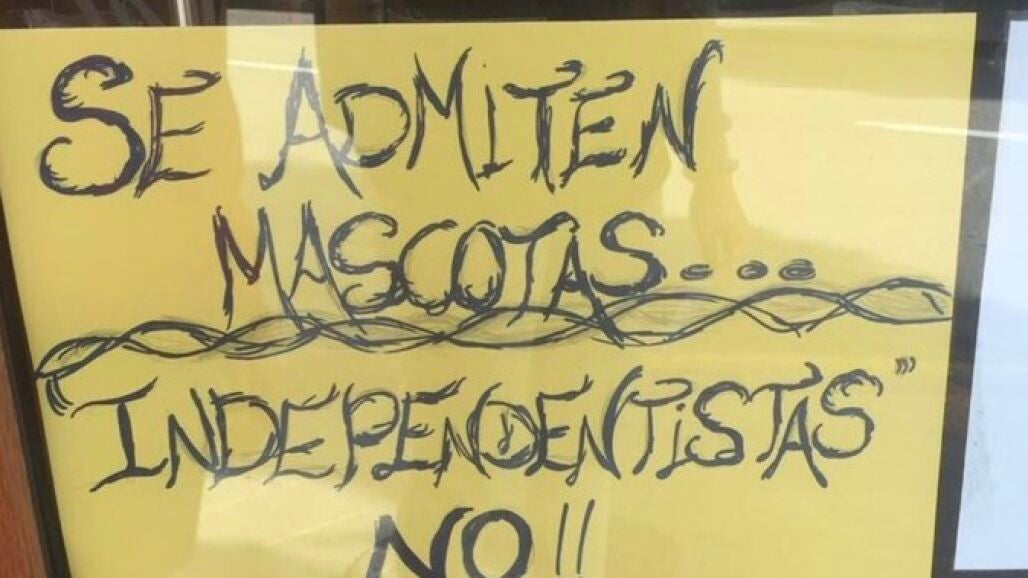 SE ADMITEN
MASCOTAS....
"INDEPENDENTISTAS"
NO!!